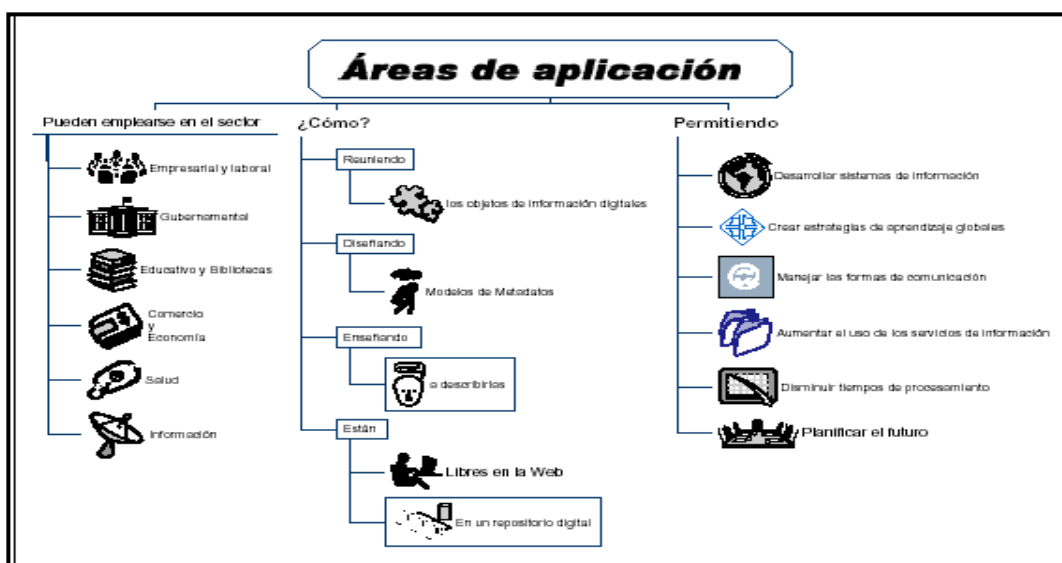 Áreas de aplicación
Pueden emplearse en el sector
Empresarial y laboral
Gubernamental
Educativo y Bibliotecas
Comercio
y
Economía
Salud
Información
¿Cómo?
Reuniendo
los objetos de información digitales
Diseñando
Modelos de Metadatos
Enseñando
a describirlas
Están
Libres en la Web
En un repositorio digital
Permitiendo
Desarrollar sistemas de información
Crear estrategias de aprendizaje globales
Manejar las formas de comunicación
Aumentar el uso de los servicios de información
Disminuir tiempos de procesamiento
Planificar el futuro